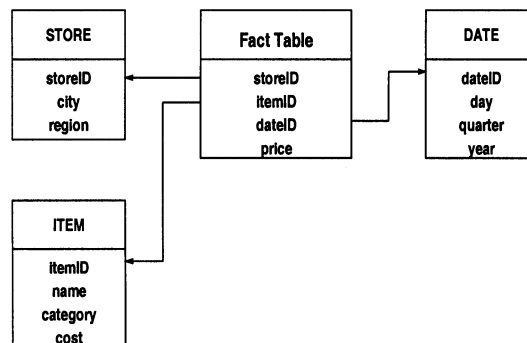 STORE
storeID
city
region
Fact Table
storeID
itemID
dateID
price
DATE
dateID
day
quarter
year
ITEM
itemID
name
category
cost